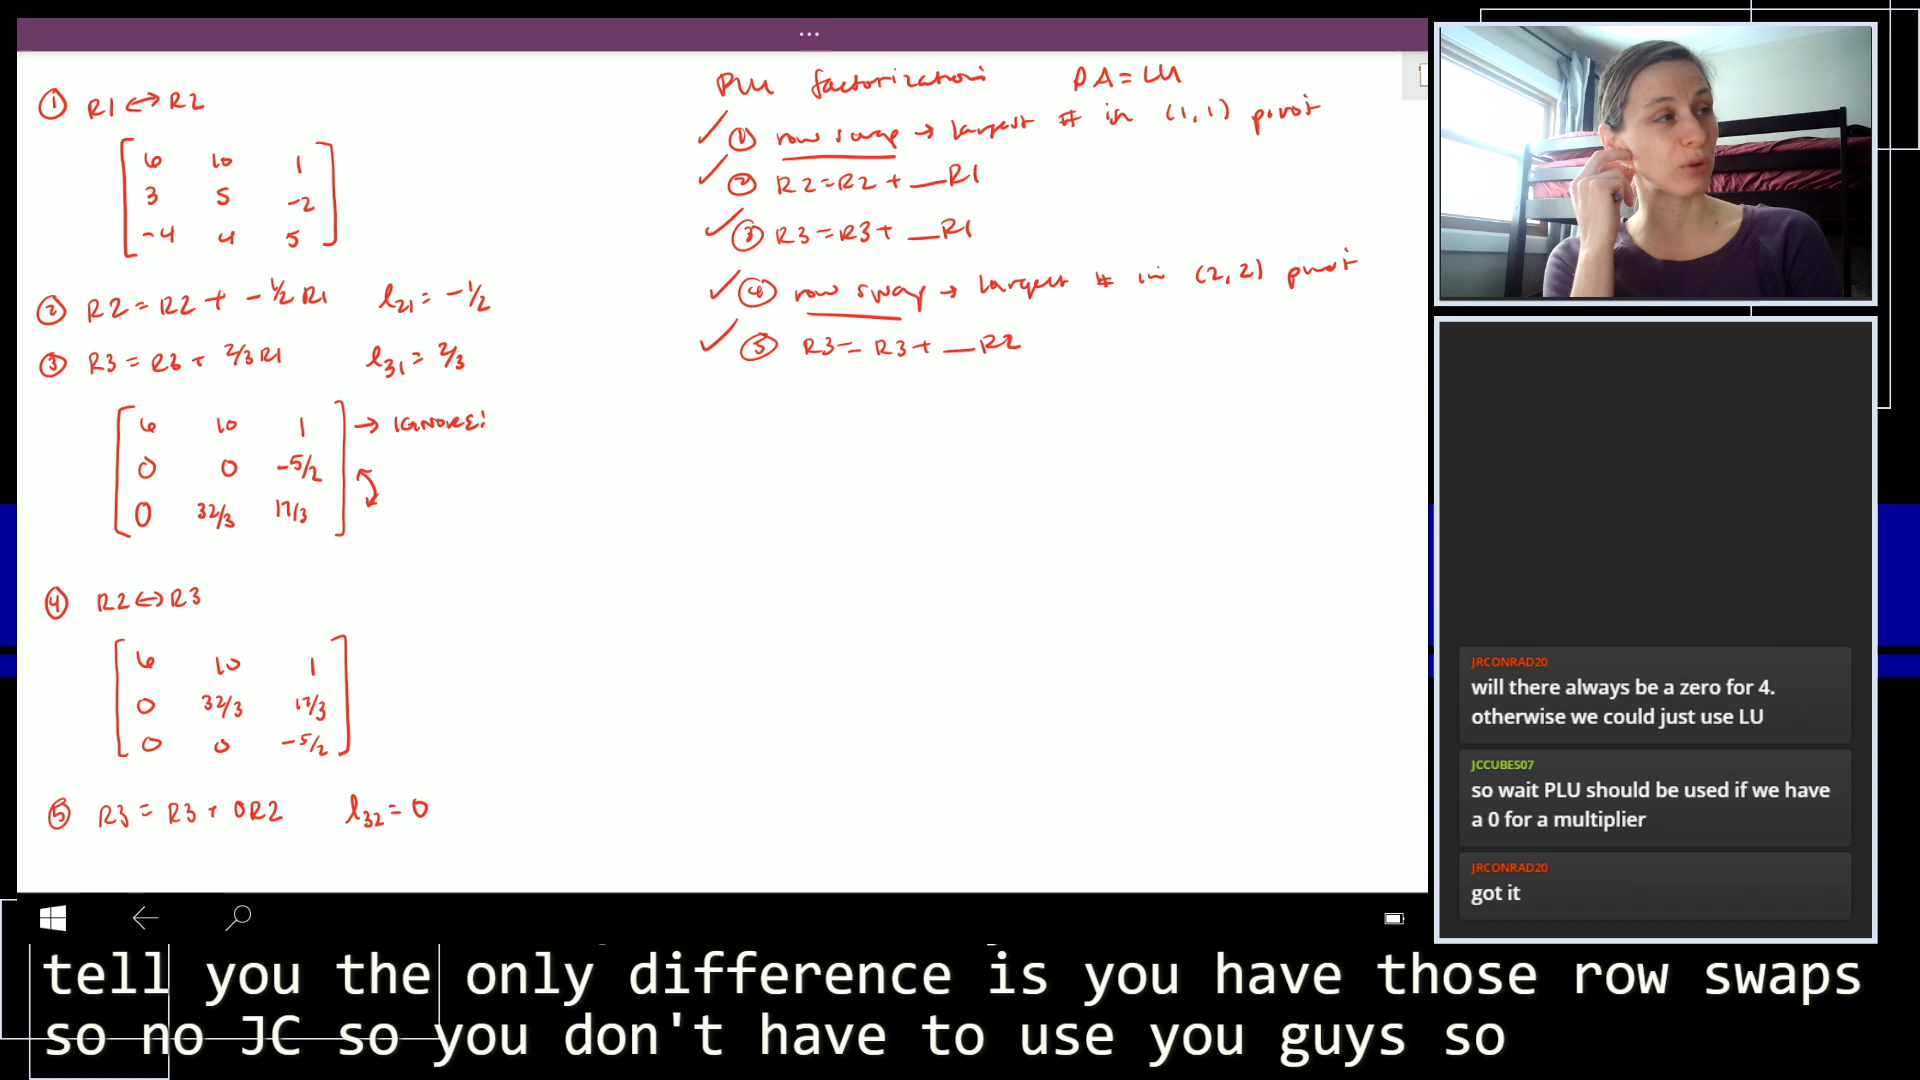 ...
① R1 ↔ R2
6 10 1
3 5 -2
-4 4 5
② R2 = R2 + -1/2 R1 l21 = -1/2
③ R3 = R3 + 2/3 R1 l31 = 2/3
6 10 1 → IGNORE!
0 0 -5/2
0 32/3 17/3
④ R2 ↔ R3
6 10 1
0 32/3 17/3
0 0 -5/2
⑤ R3 = R3 + 0R2 l32 = 0
PLU factorization PA = LU
✓ ① row swap → largest # in (1,1) pivot
✓ ② R2 = R2 + __R1
✓ ③ R3 = R3 + __R1
✓ ④ row swap → largest # in (2,2) pivot
✓ ⑤ R3 = R3 + __R2
JRCONRAD20
will there always be a zero for 4.
otherwise we could just use LU
JCCUBES07
so wait PLU should be used if we have
a 0 for a multiplier
JRCONRAD20
got it
tell you the only difference is you have those row swaps
so no JC so you don't have to use you guys so